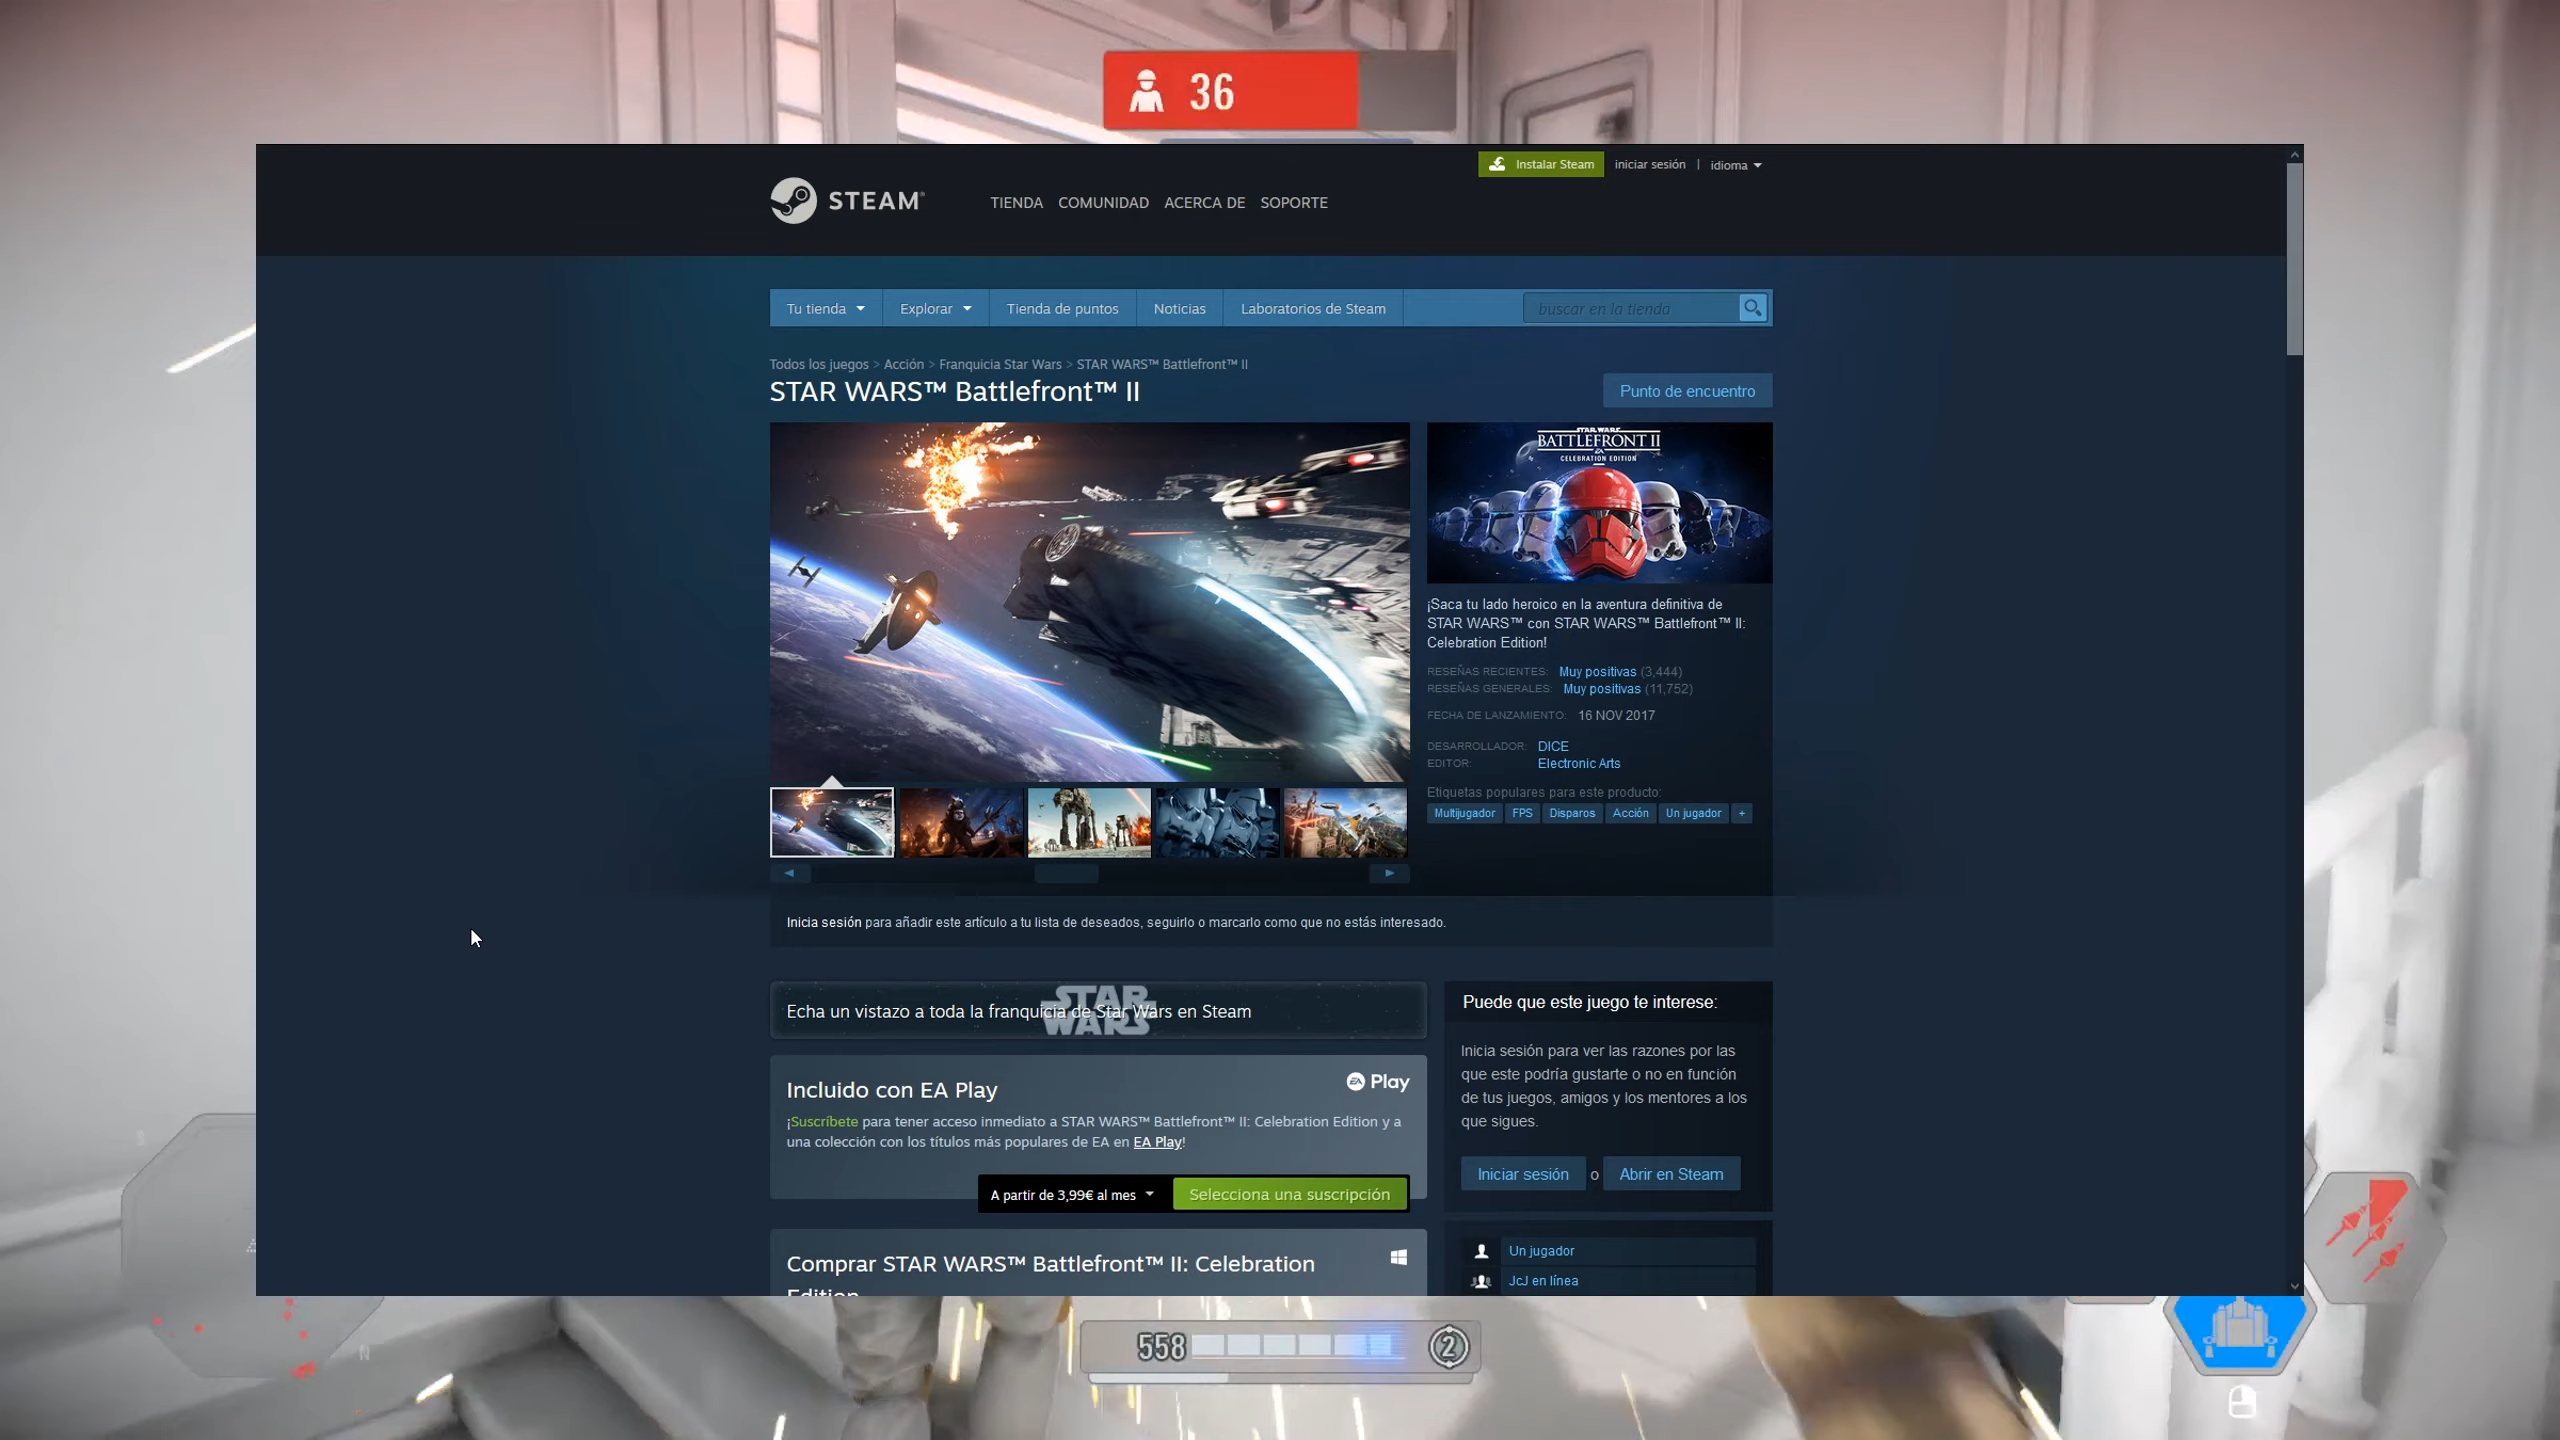 36
Instalar Steam
iniciar sesión | idioma
STEAM
TIENDA COMUNIDAD ACERCA DE SOPORTE
Tu tienda Explorar Tienda de puntos Noticias Laboratorios de Steam buscar en la tienda
Todos los juegos > Acción > Franquicia Star Wars > STAR WARS™ Battlefront™ II
STAR WARS™ Battlefront™ II
Punto de encuentro
STAR WARS
BATTLEFRONT II
CELEBRATION EDITION
¡Saca tu lado heroico en la aventura definitiva de
STAR WARS™ con STAR WARS™ Battlefront™ II:
Celebration Edition!
RESEÑAS RECIENTES: Muy positivas (3,444)
RESEÑAS GENERALES: Muy positivas (11,752)
FECHA DE LANZAMIENTO: 16 NOV 2017
DESARROLLADOR: DICE
EDITOR: Electronic Arts
Etiquetas populares para este producto:
Multijugador FPS Disparos Acción Un jugador +
Inicia sesión para añadir este artículo a tu lista de deseados, seguirlo o marcarlo como que no estás interesado.
Echa un vistazo a toda la franquicia de Star Wars en Steam
STAR
WARS
Incluido con EA Play
EA Play
¡Suscríbete para tener acceso inmediato a STAR WARS™ Battlefront™ II: Celebration Edition y a
una colección con los títulos más populares de EA en EA Play!
A partir de 3,99€ al mes Selecciona una suscripción
Comprar STAR WARS™ Battlefront™ II: Celebration
Edition
Puede que este juego te interese:
Inicia sesión para ver las razones por las
que este podría gustarte o no en función
de tus juegos, amigos y los mentores a los
que sigues.
Iniciar sesión o Abrir en Steam
Un jugador
JcJ en línea
N
558
2